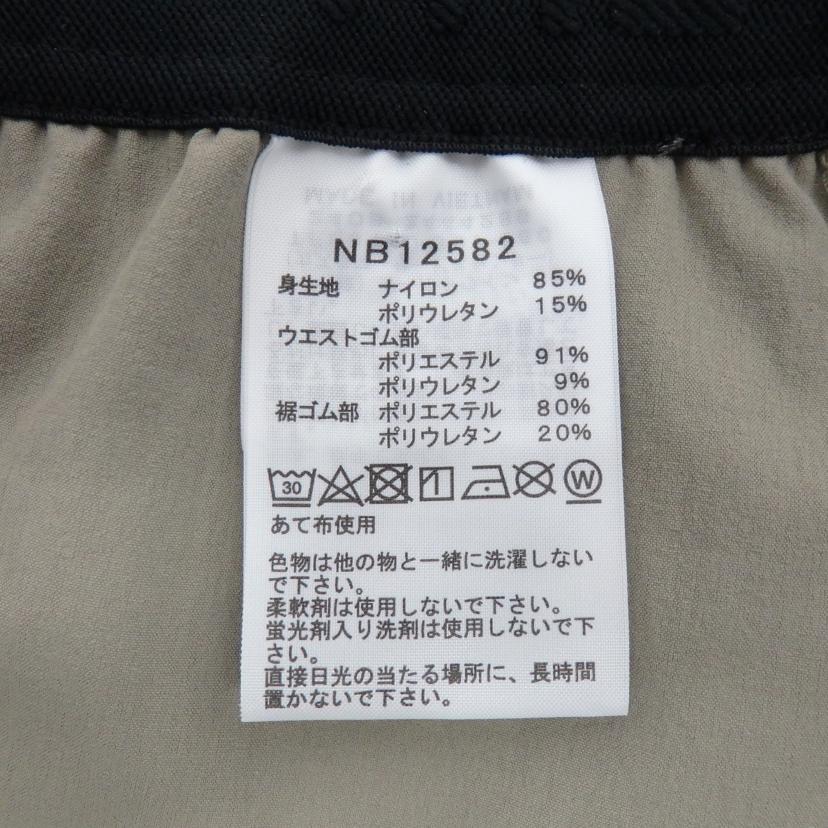 NB12582
身生地 ナイロン 85%
ポリウレタン 15%
ウエストゴム部
ポリエステル 91%
ポリウレタン 9%
裾ゴム部 ポリエステル 80%
ポリウレタン 20%
30 W
あて布使用
色物は他の物と一緒に洗濯しない
で下さい。
柔軟剤は使用しないで下さい。
蛍光剤入り洗剤は使用しないで下
さい。
直接日光の当たる場所に、長時間
置かないで下さい。